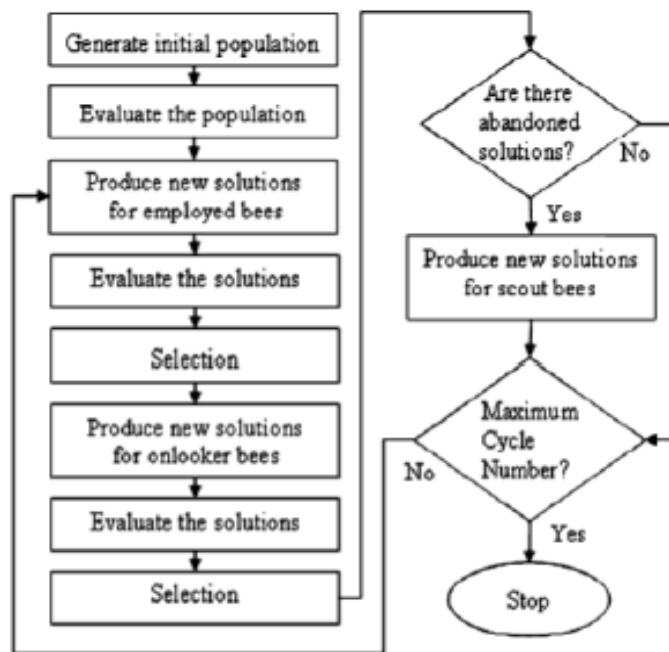 Generate initial population
Evaluate the population
Produce new solutions
for employed bees
Evaluate the solutions
Selection
Produce new solutions
for onlooker bees
Evaluate the solutions
Selection
Are there
abandoned
solutions?
No
Yes
Produce new solutions
for scout bees
Maximum
Cycle
Number?
No
Yes
Stop